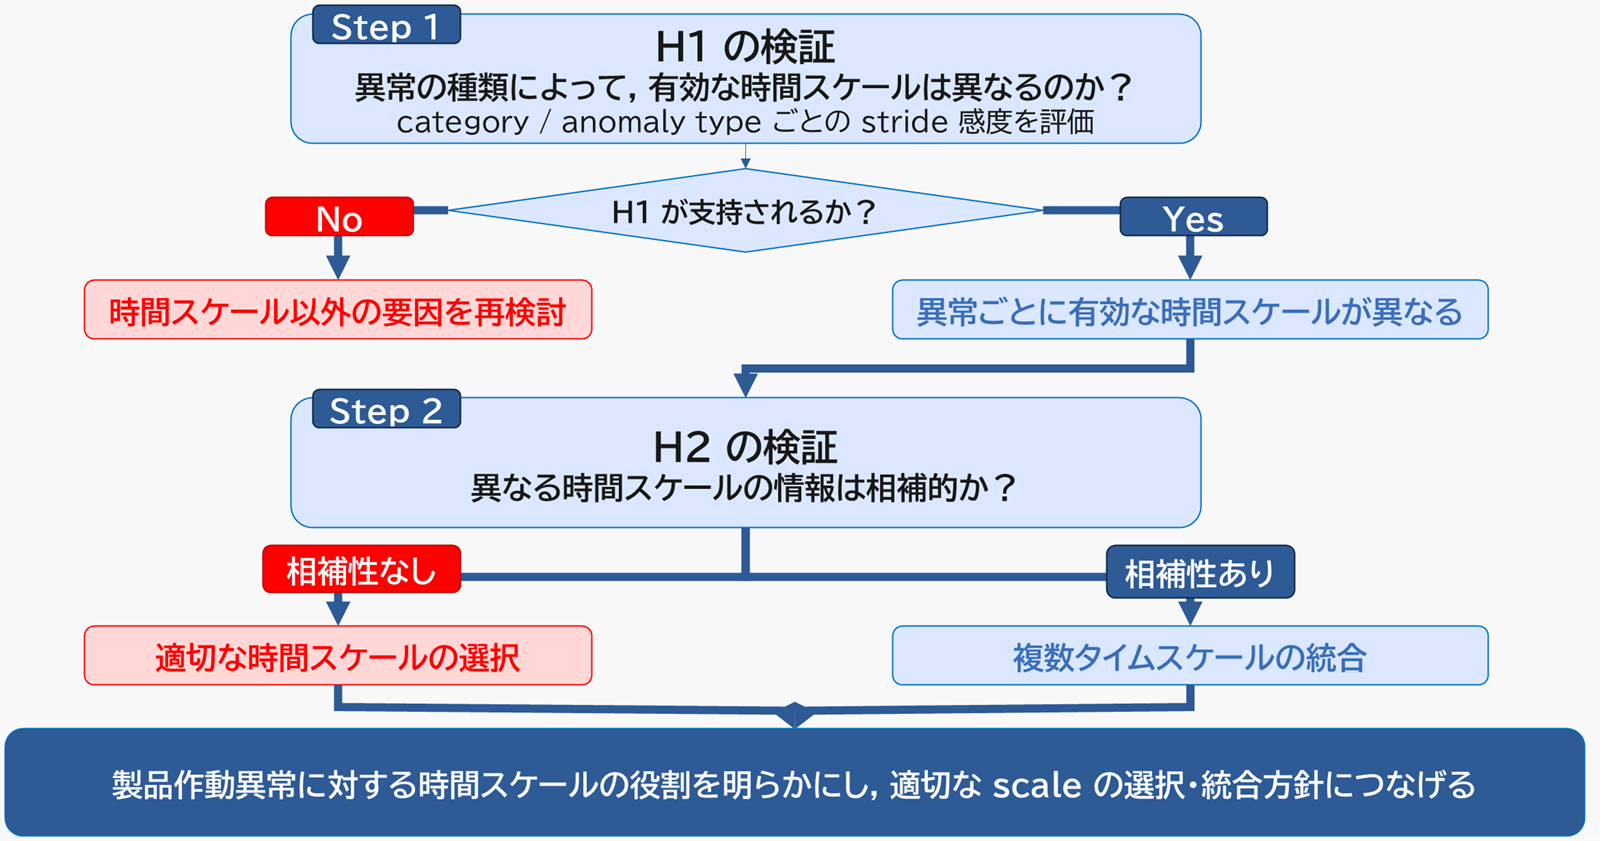 Step 1
H1 の検証
異常の種類によって, 有効な時間スケールは異なるのか？
category / anomaly type ごとの stride 感度を評価
H1 が支持されるか？
No
Yes
時間スケール以外の要因を再検討
異常ごとに有効な時間スケールが異なる
Step 2
H2 の検証
異なる時間スケールの情報は相補的か？
相補性なし
相補性あり
適切な時間スケールの選択
複数タイムスケールの統合
製品作動異常に対する時間スケールの役割を明らかにし, 適切な scale の選択・統合方針につなげる